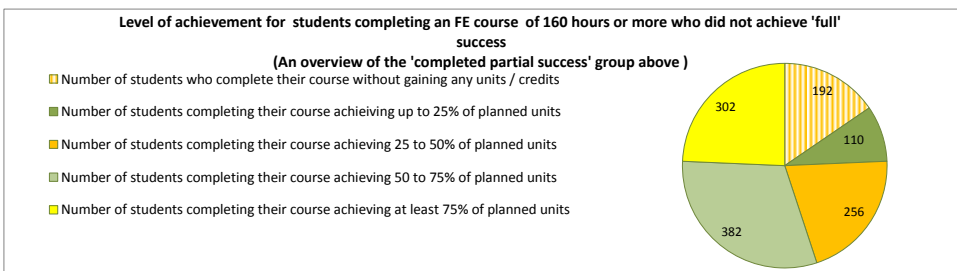 Level of achievement for students completing an FE course of 160 hours or more who did not achieve 'full'
success
(An overview of the 'completed partial success' group above )
Number of students who complete their course without gaining any units / credits
Number of students completing their course achieiving up to 25% of planned units
Number of students completing their course achieving 25 to 50% of planned units
Number of students completing their course achieving 50 to 75% of planned units
Number of students completing their course achieving at least 75% of planned units
192
110
256
382
302